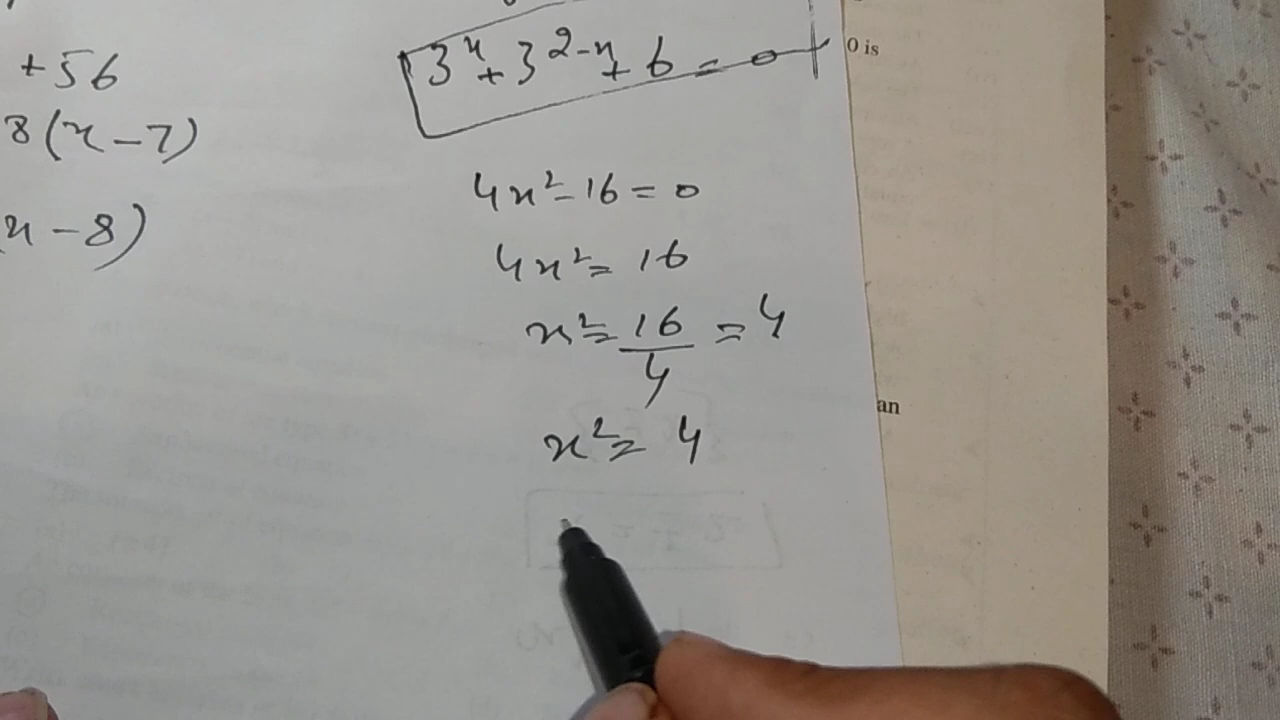 +56
8(x-7)
x-8)
3^x + 3^{2-x} + 6 = 0
4x² - 16 = 0
4x² = 16
x² = 16/4 = 4
x² = 4
0 is
an